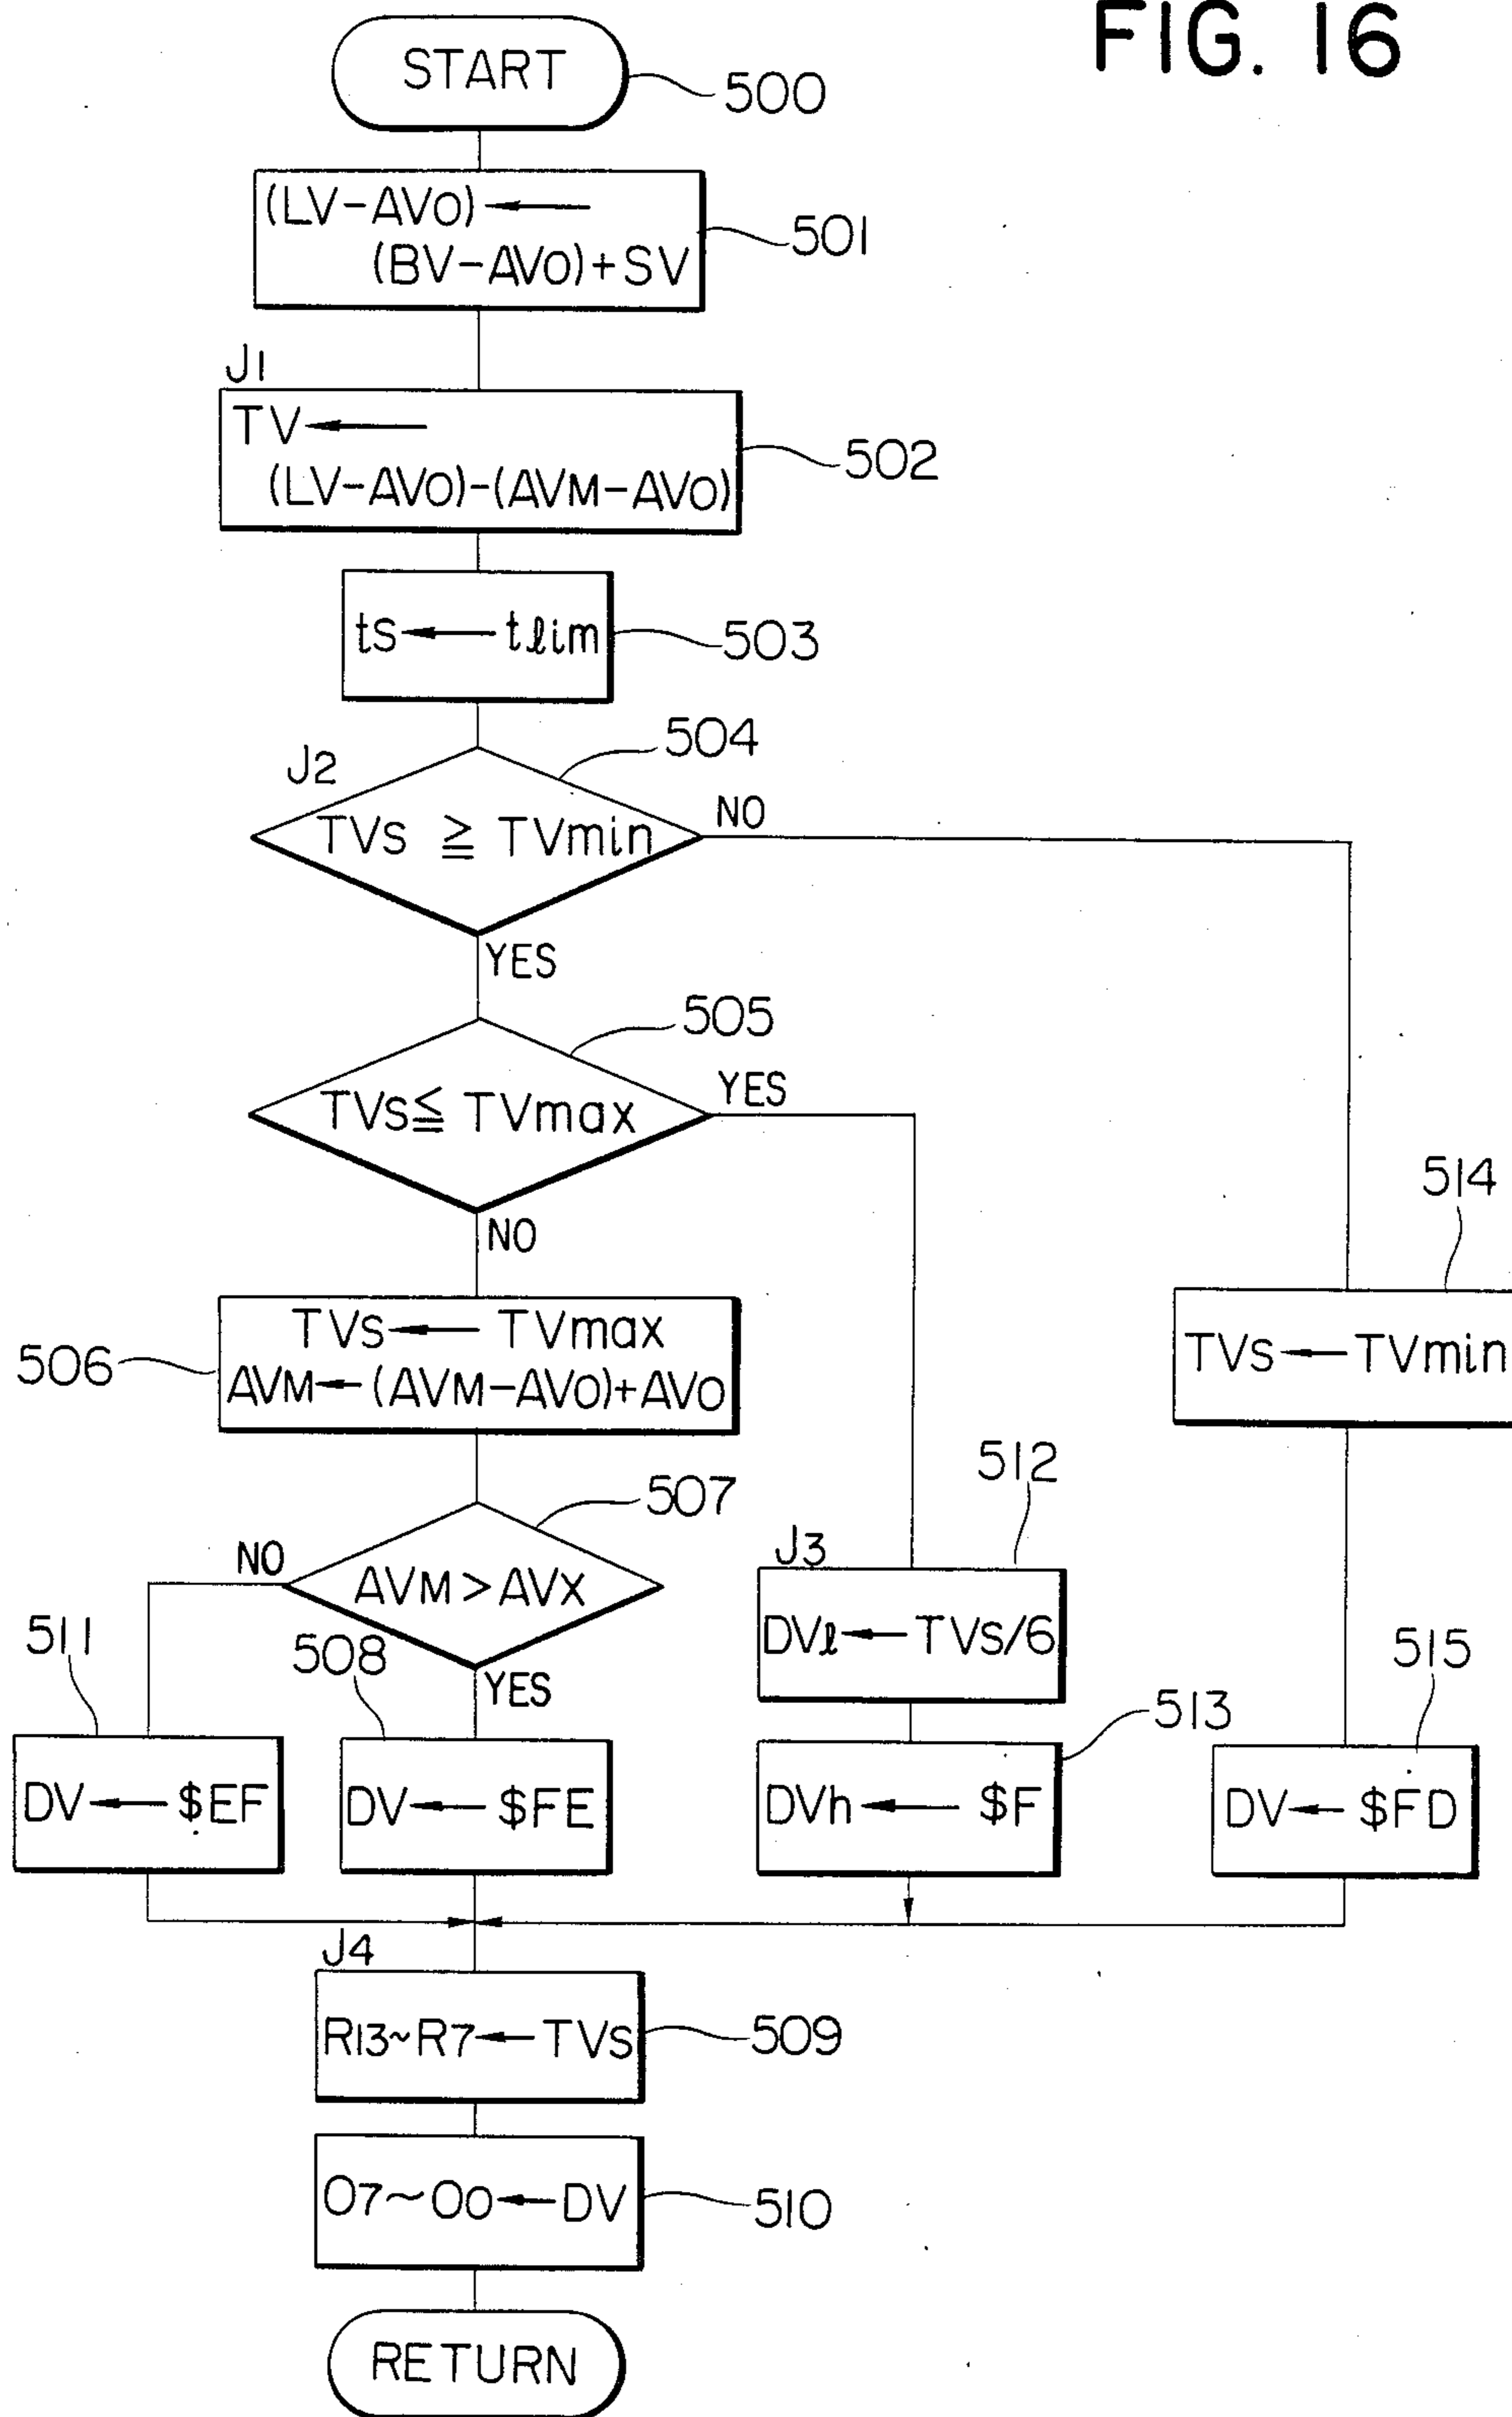 FIG. 16
START
500
(LV-AVO)←
(BV-AVO)+SV
501
J1
TV←
(LV-AVO)-(AVM-AVO)
502
ts←tlim
503
J2
504
TVs ≧ TVmin
NO
YES
505
TVs≦ TVmax
YES
NO
506
TVs← TVmax
AVM←(AVM-AVO)+AVO
514
TVs←TVmin
507
NO
AVM>AVX
YES
512
J3
DVl←TVs/6
511
DV←$EF
508
DV←$FE
513
DVh←$F
515
DV←$FD
J4
R13~R7←TVs
509
O7~O0←DV
510
RETURN